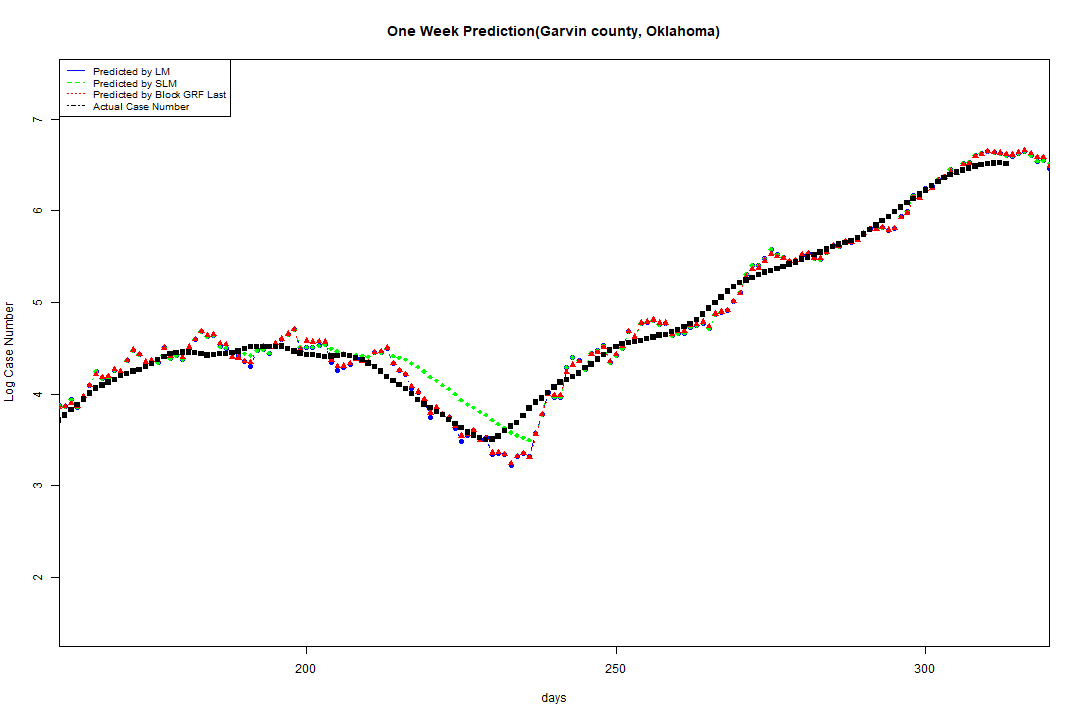 One Week Prediction(Garvin county, Oklahoma)
Predicted by LM
Predicted by SLM
Predicted by Block GRF Last
Actual Case Number
Log Case Number
7
6
5
4
3
2
200
250
300
days